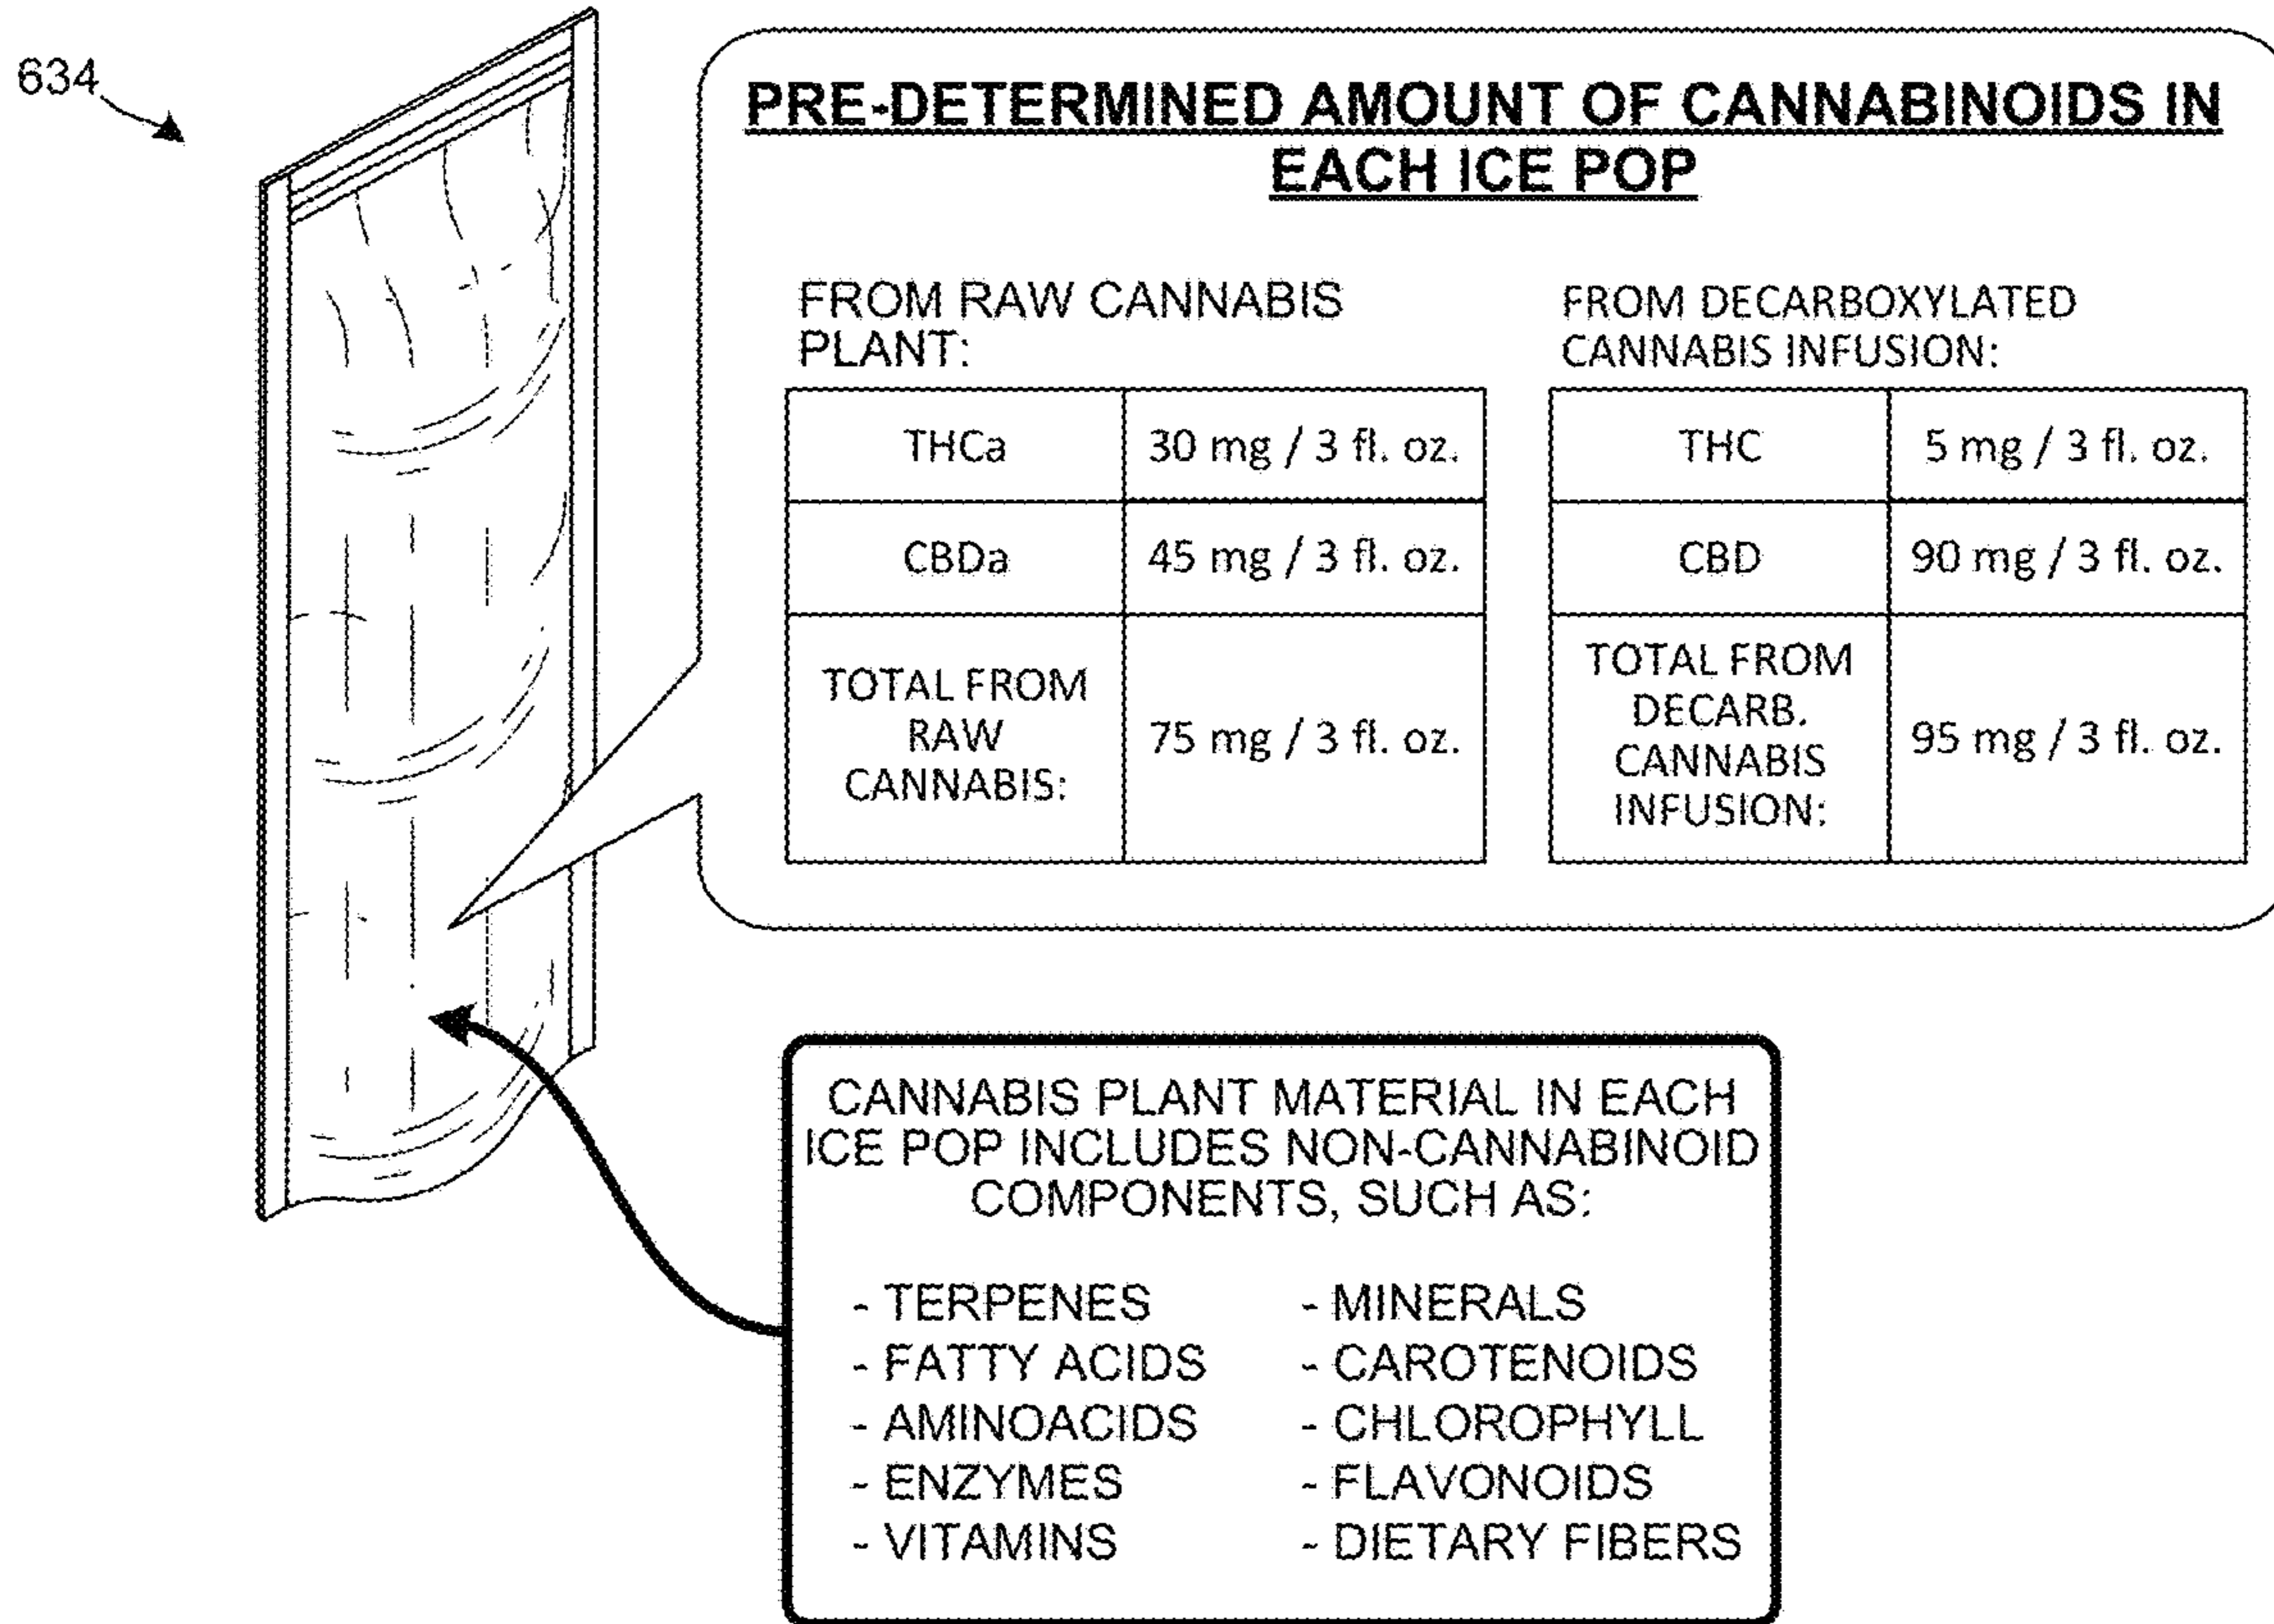 634
PRE-DETERMINED AMOUNT OF CANNABINOIDS IN
EACH ICE POP
FROM RAW CANNABIS
PLANT:
THCa 30 mg / 3 fl. oz.
CBDa 45 mg / 3 fl. oz.
TOTAL FROM
RAW
CANNABIS:
75 mg / 3 fl. oz.
FROM DECARBOXYLATED
CANNABIS INFUSION:
THC 5 mg / 3 fl. oz.
CBD 90 mg / 3 fl. oz.
TOTAL FROM
DECARB.
CANNABIS
INFUSION:
95 mg / 3 fl. oz.
CANNABIS PLANT MATERIAL IN EACH
ICE POP INCLUDES NON-CANNABINOID
COMPONENTS, SUCH AS:
- TERPENES
- FATTY ACIDS
- AMINOACIDS
- ENZYMES
- VITAMINS
- MINERALS
- CAROTENOIDS
- CHLOROPHYLL
- FLAVONOIDS
- DIETARY FIBERS